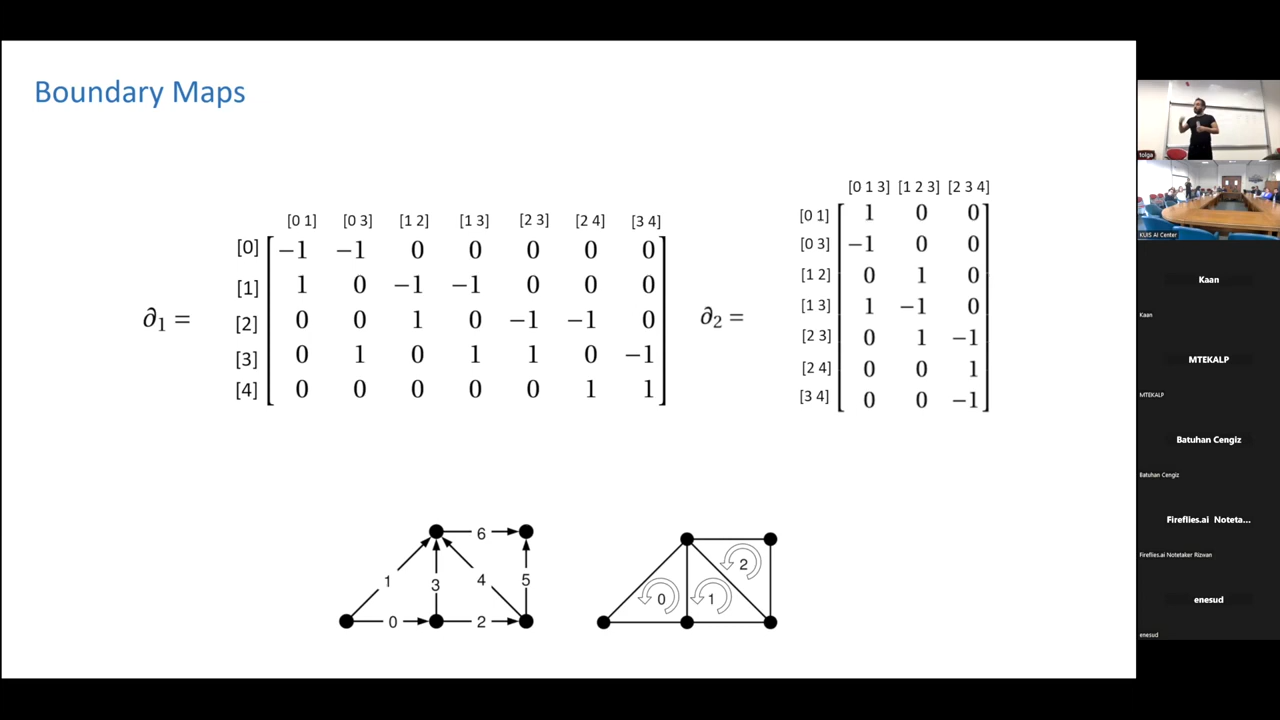 Boundary Maps
[0 1] [0 3] [1 2] [1 3] [2 3] [2 4] [3 4]
∂₁ =
[0] −1 −1 0 0 0 0 0
[1] 1 0 −1 −1 0 0 0
[2] 0 0 1 0 −1 −1 0
[3] 0 1 0 1 1 0 −1
[4] 0 0 0 0 0 1 1
[0 1 3] [1 2 3] [2 3 4]
∂₂ =
[0 1] 1 0 0
[0 3] −1 0 0
[1 2] 0 1 0
[1 3] 1 −1 0
[2 3] 0 1 −1
[2 4] 0 0 1
[3 4] 0 0 −1
6
1 3 4 5
0 2
2
0 1
tolga
KUIS AI Center
Kaan
Kaan
MTEKALP
MTEKALP
Batuhan Cengiz
Batuhan Cengiz
Fireflies.ai Noteta...
Fireflies.ai Notetaker Rizwan
enesud
enesud